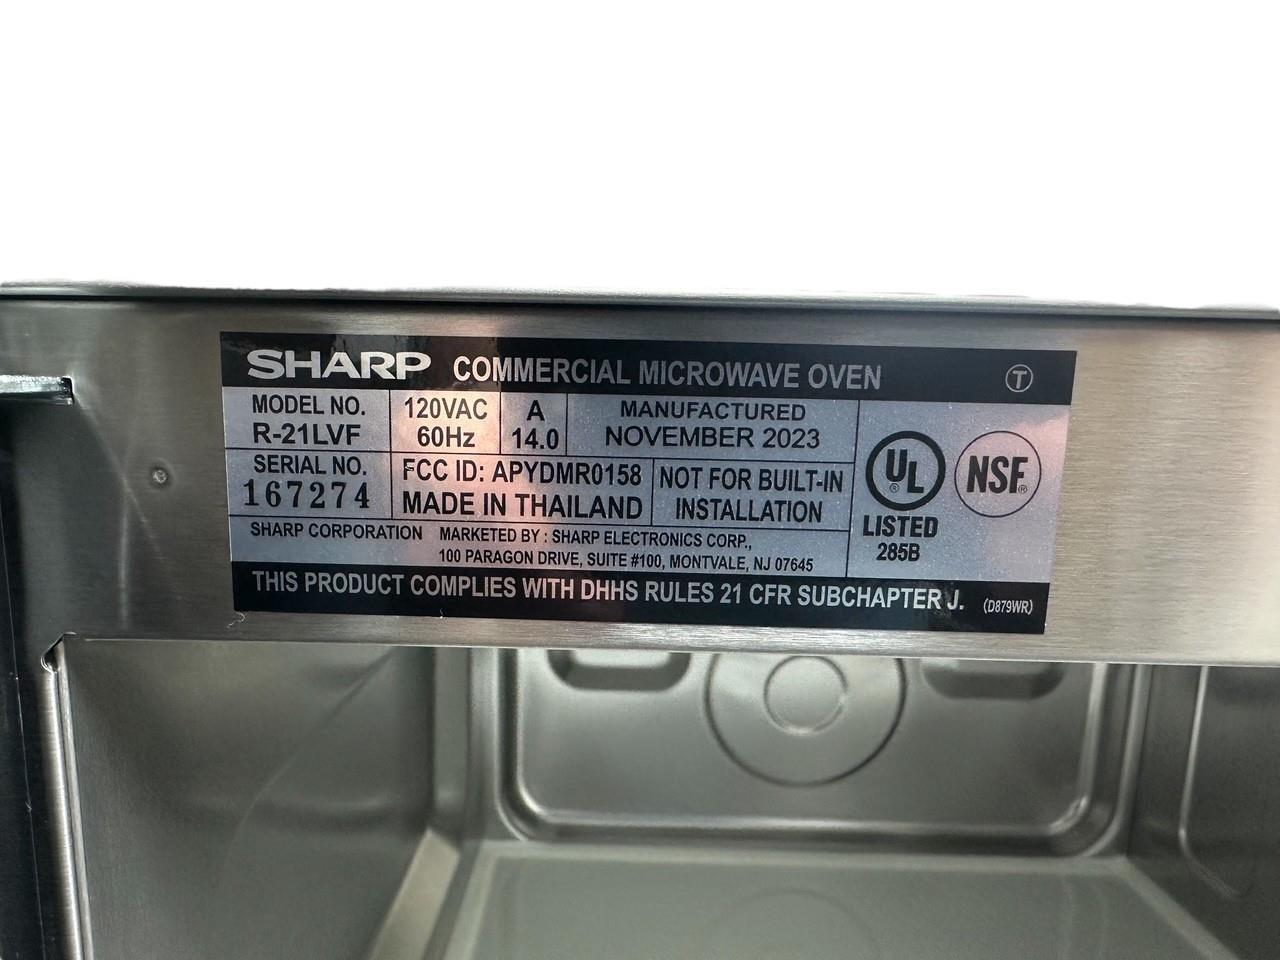 SHARP COMMERCIAL MICROWAVE OVEN T
MODEL NO.
R-21LVF
120VAC
60Hz
A
14.0
MANUFACTURED
NOVEMBER 2023
SERIAL NO.
167274
FCC ID: APYDMR0158
MADE IN THAILAND
NOT FOR BUILT-IN
INSTALLATION
UL ®
LISTED
285B
NSF®
SHARP CORPORATION MARKETED BY : SHARP ELECTRONICS CORP.,
100 PARAGON DRIVE, SUITE #100, MONTVALE, NJ 07645
THIS PRODUCT COMPLIES WITH DHHS RULES 21 CFR SUBCHAPTER J. (D879WR)